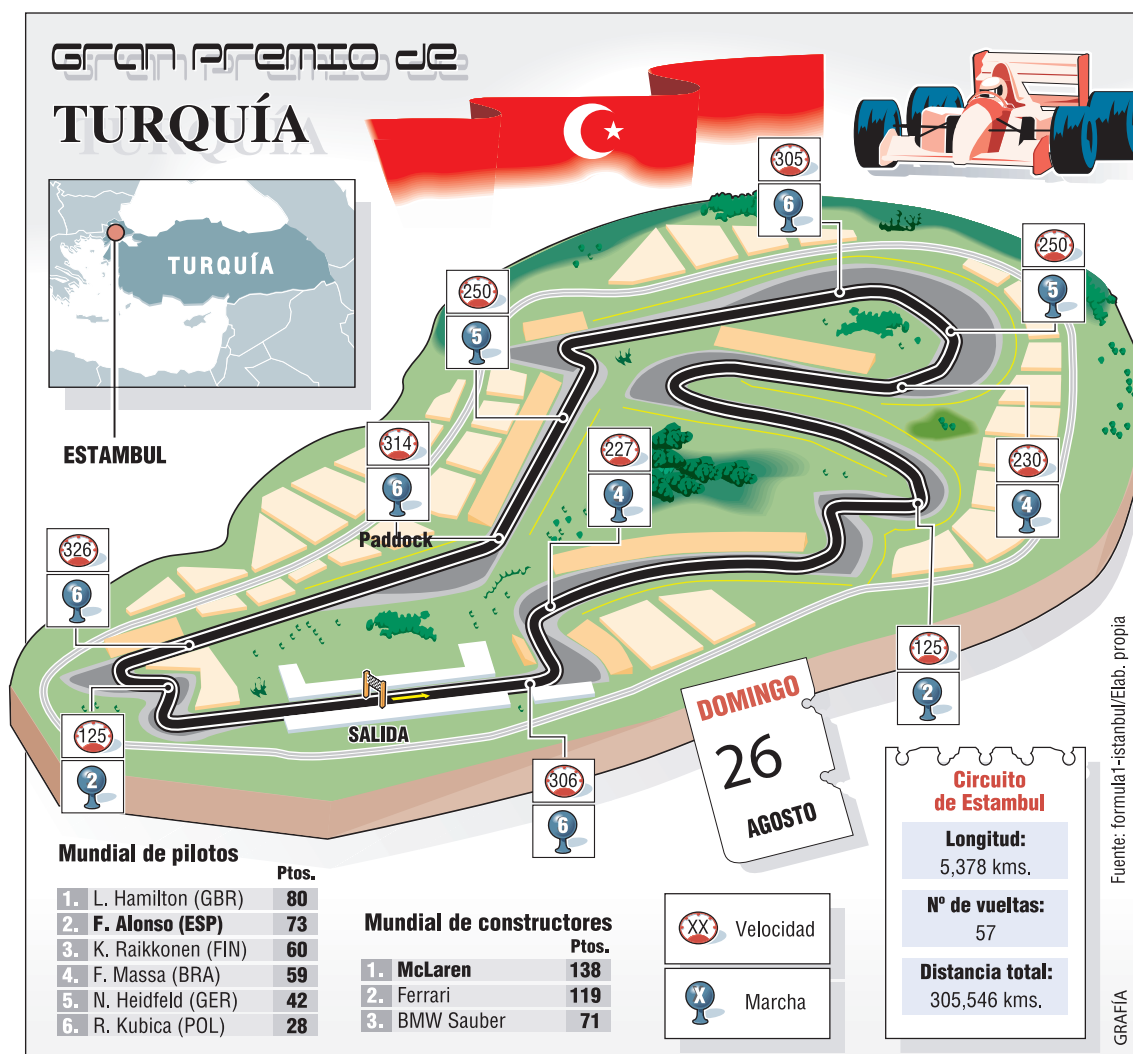 Gran Premio de
TURQUÍA
TURQUÍA
ESTAMBUL
305
6
250
5
250
5
314
6
Paddock
227
4
230
4
326
6
125
2
125
2
SALIDA
306
6
DOMINGO
26
AGOSTO
Circuito
de Estambul
Longitud:
5,378 kms.
Nº de vueltas:
57
Distancia total:
305,546 kms.
Mundial de pilotos
Ptos.
1. L. Hamilton (GBR) 80
2. F. Alonso (ESP) 73
3. K. Raikkonen (FIN) 60
4. F. Massa (BRA) 59
5. N. Heidfeld (GER) 42
6. R. Kubica (POL) 28
Mundial de constructores
Ptos.
1. McLaren 138
2. Ferrari 119
3. BMW Sauber 71
XX Velocidad
X Marcha
Fuente: formula1-istanbul/Elab. propia
GRAFÍA